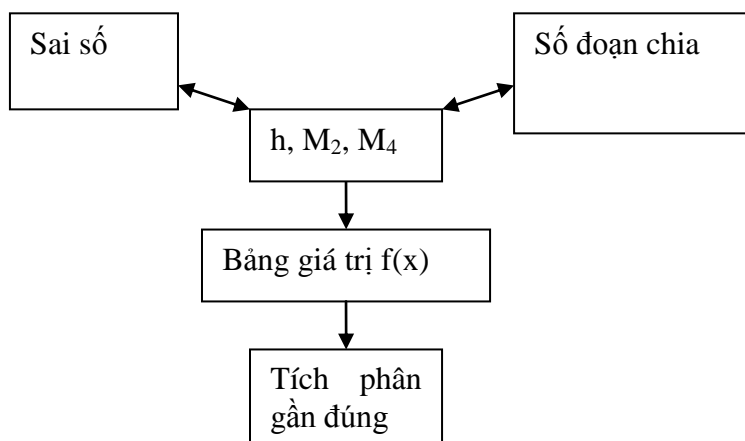 Sai số
Số đoạn chia
h, M₂, M₄
Bảng giá trị f(x)
Tích phân
gần đúng